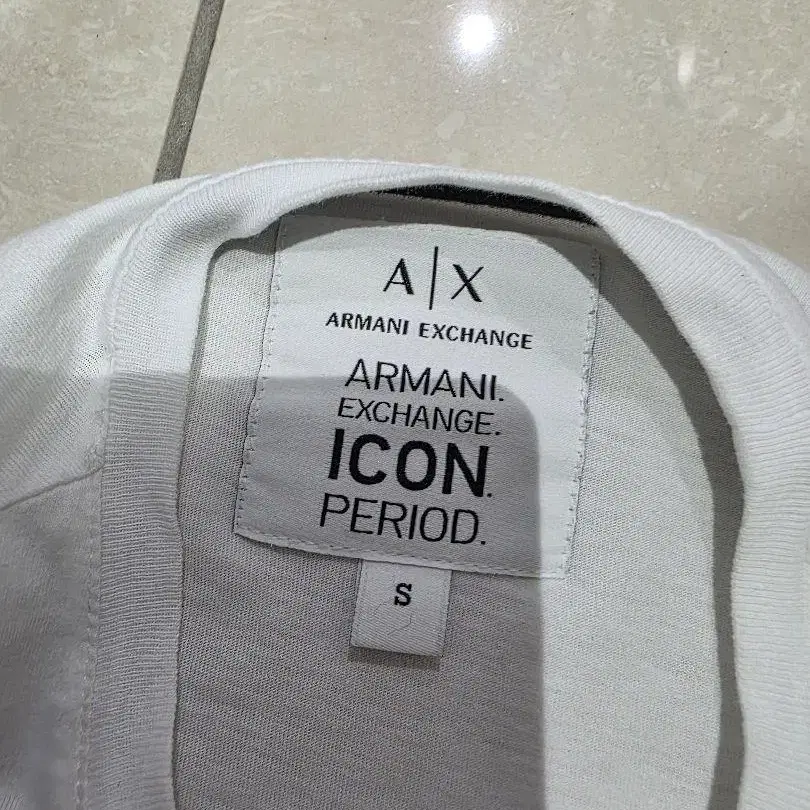 A|X
ARMANI EXCHANGE
ARMANI.
EXCHANGE.
ICON.
PERIOD.
S